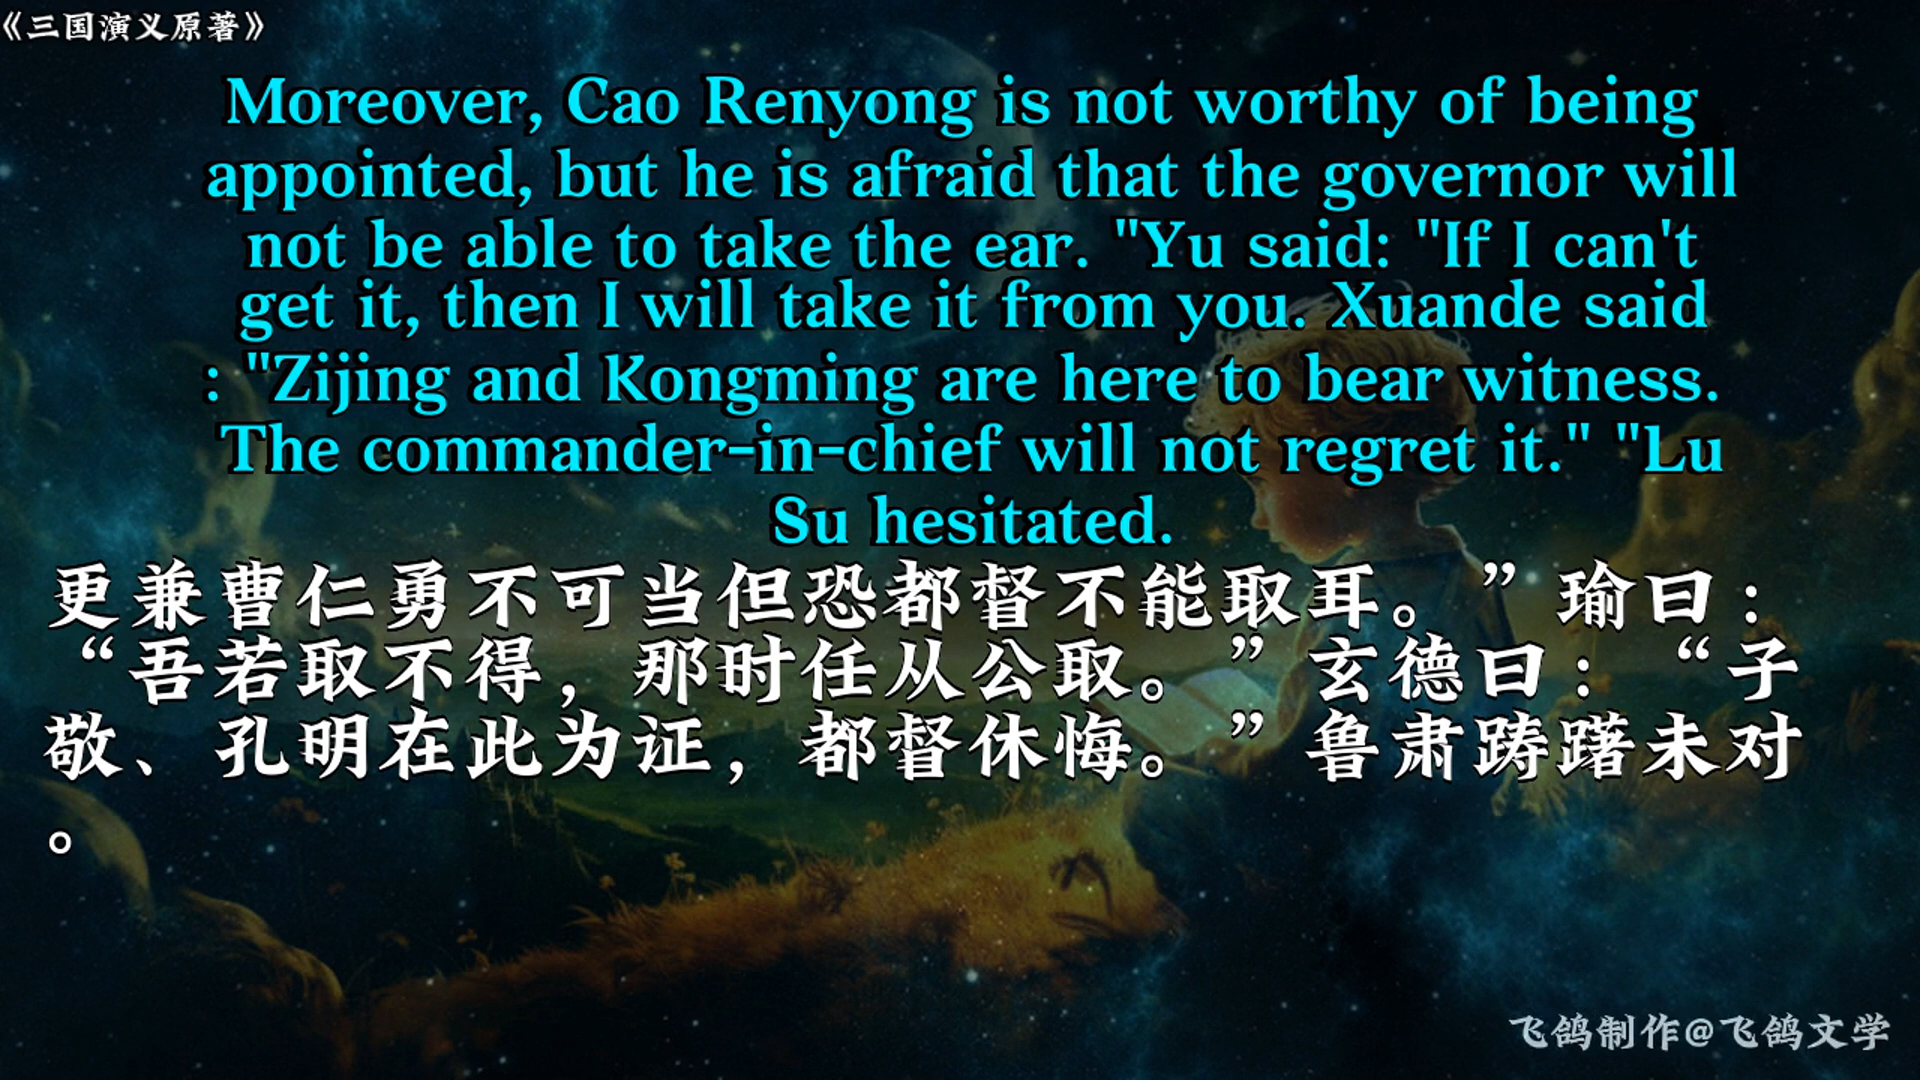 《三国演义原著》
Moreover, Cao Renyong is not worthy of being
appointed, but he is afraid that the governor will
not be able to take the ear. "Yu said: "If I can't
get it, then I will take it from you. Xuande said
: "Zijing and Kongming are here to bear witness.
The commander-in-chief will not regret it." "Lu
Su hesitated.
更兼曹仁勇不可当但恐都督不能取耳。”瑜曰：
“吾若取不得，那时任从公取。”玄德曰：“子
敬、孔明在此为证，都督休悔。”鲁肃踌躇未对
。
飞鸽制作@飞鸽文学